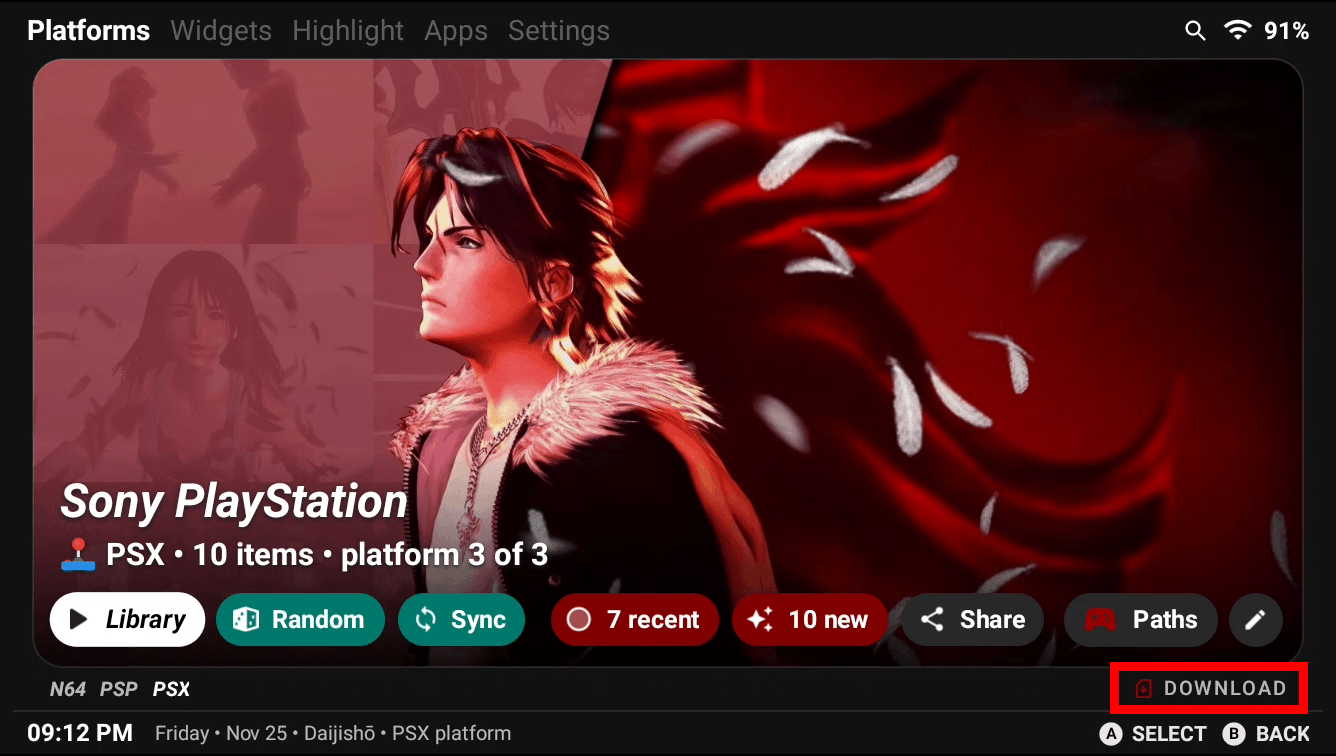 Platforms Widgets Highlight Apps Settings 91%
Sony PlayStation
PSX • 10 items • platform 3 of 3
Library Random Sync 7 recent 10 new Share Paths
N64 PSP PSX DOWNLOAD
09:12 PM Friday • Nov 25 • Daijishō • PSX platform A SELECT B BACK